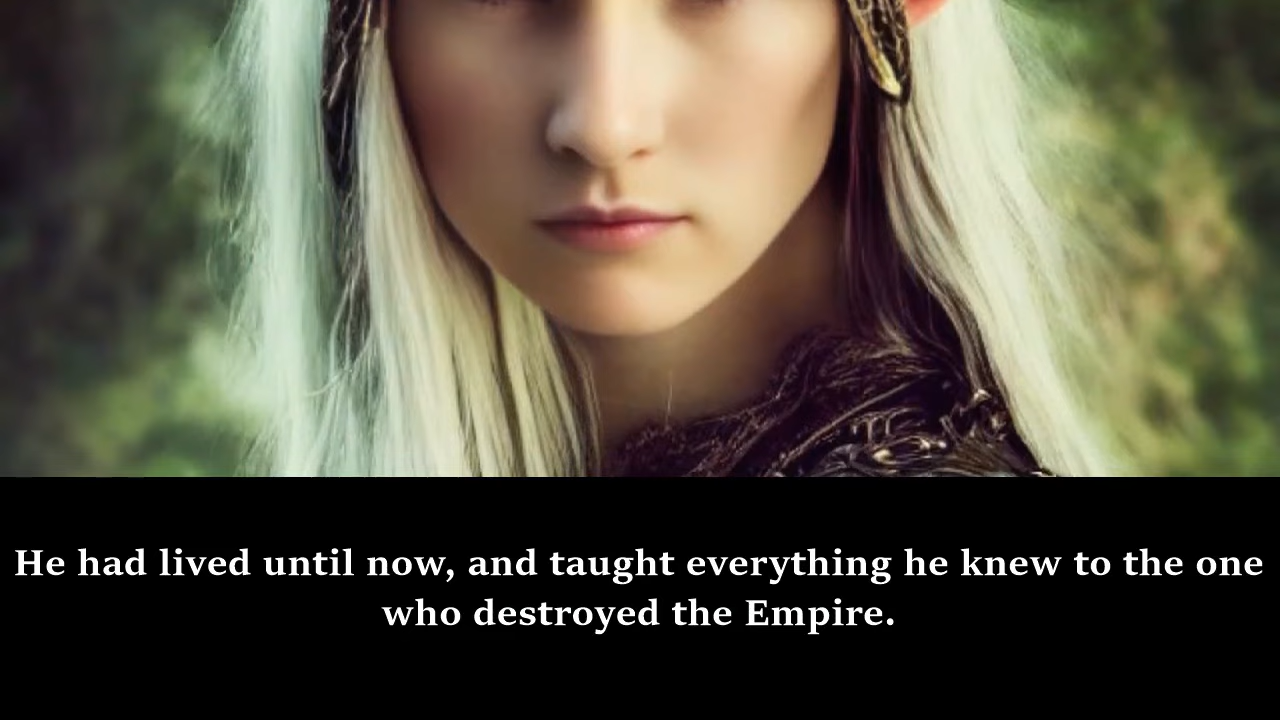 He had lived until now, and taught everything he knew to the one
who destroyed the Empire.